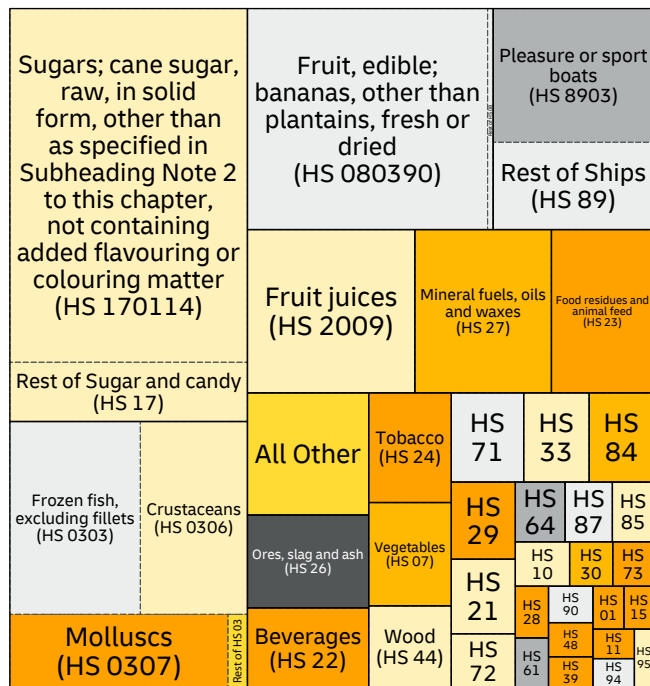 Sugars; cane sugar,
raw, in solid
form, other than
as specified in
Subheading Note 2
to this chapter,
not containing
added flavouring or
colouring matter
(HS 170114)
Rest of Sugar and candy
(HS 17)
Frozen fish,
excluding fillets
(HS 0303)
Crustaceans
(HS 0306)
Molluscs
(HS 0307)
Rest of HS 03
Fruit, edible;
bananas, other than
plantains, fresh or
dried
(HS 080390)
Pleasure or sport
boats
(HS 8903)
Rest of Ships
(HS 89)
Fruit juices
(HS 2009)
Mineral fuels, oils
and waxes
(HS 27)
Food residues and
animal feed
(HS 23)
All Other
Ores, slag and ash
(HS 26)
Beverages
(HS 22)
Tobacco
(HS 24)
Vegetables
(HS 07)
Wood
(HS 44)
HS
71
HS
33
HS
84
HS
29
HS
21
HS
72
HS
64
HS
87
HS
85
HS
10
HS
30
HS
73
HS
28
HS
61
HS
90
HS
48
HS
39
HS
01
HS
15
HS
11
HS
94
HS
95